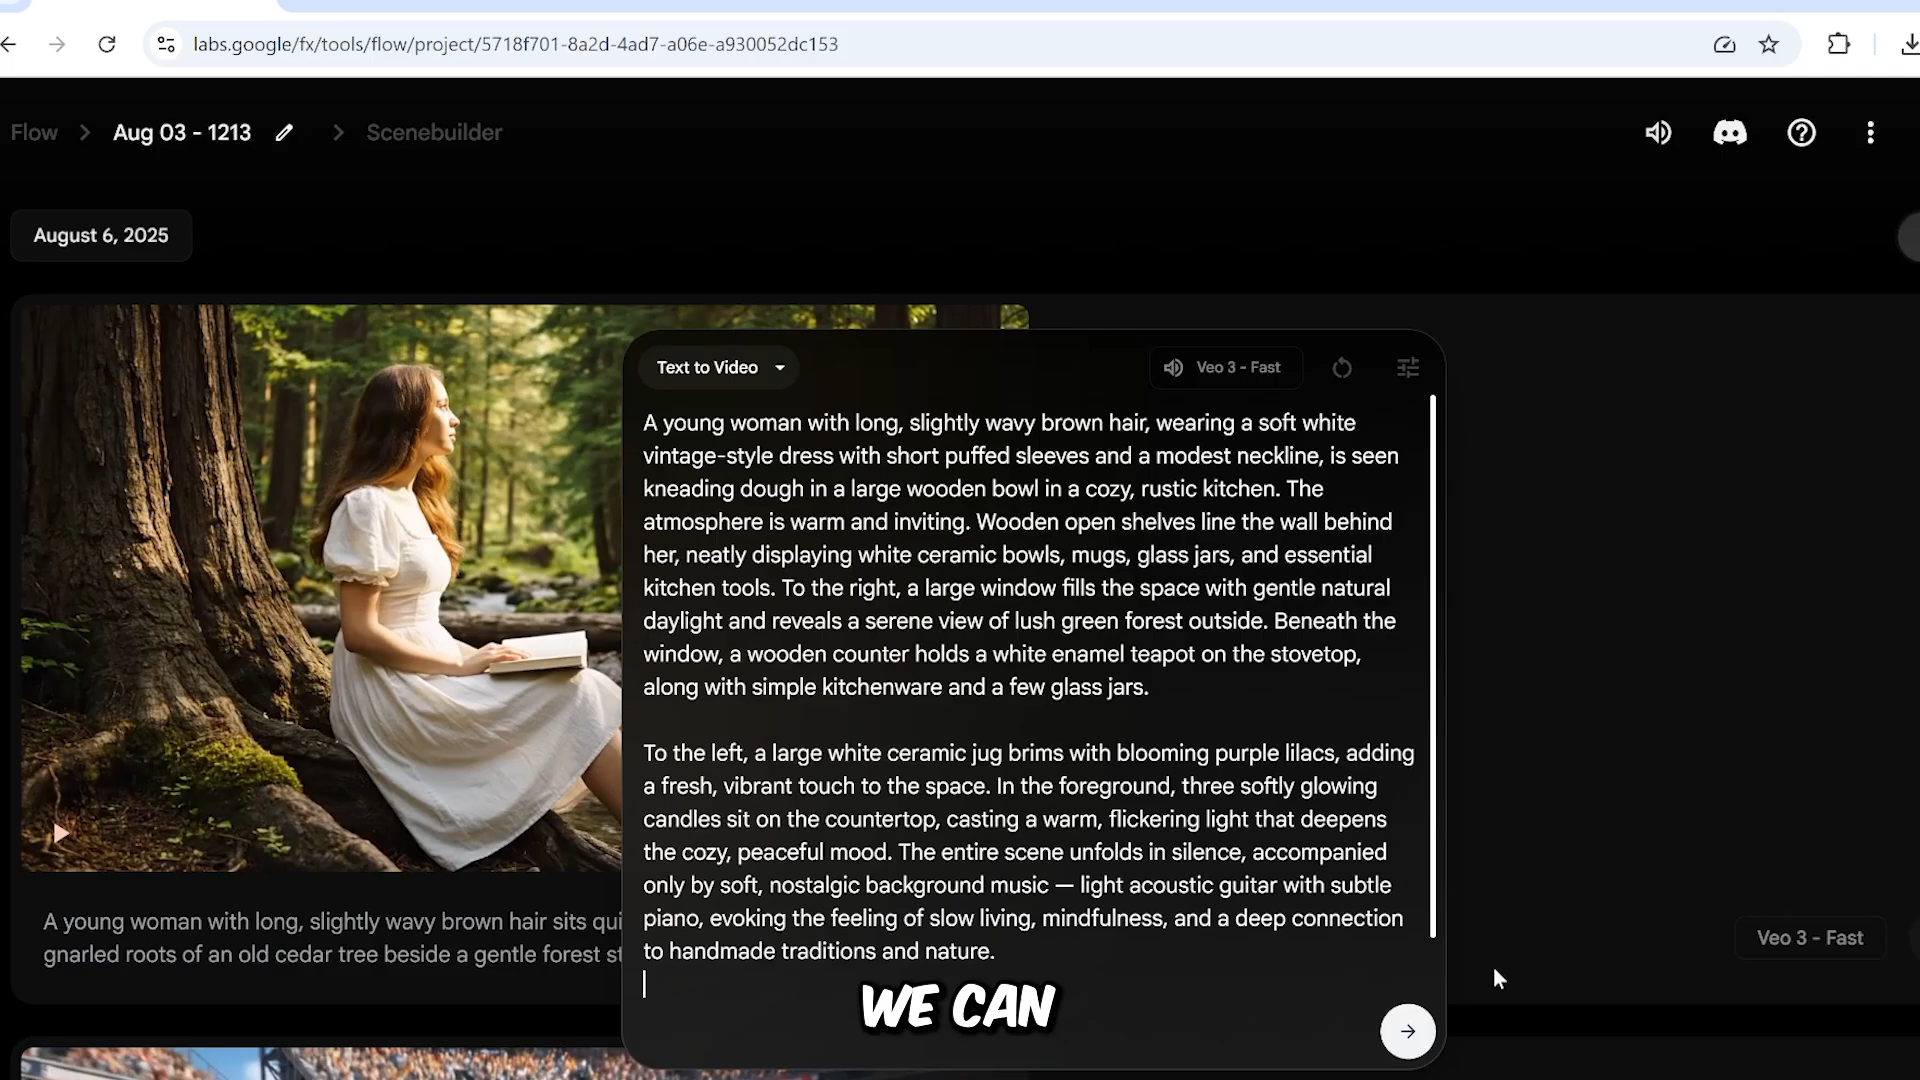 labs.google/fx/tools/flow/project/5718f701-8a2d-4ad7-a06e-a930052dc153
Flow > Aug 03 - 1213 > Scenebuilder
August 6, 2025
Text to Video
Veo 3 - Fast
A young woman with long, slightly wavy brown hair, wearing a soft white
vintage-style dress with short puffed sleeves and a modest neckline, is seen
kneading dough in a large wooden bowl in a cozy, rustic kitchen. The
atmosphere is warm and inviting. Wooden open shelves line the wall behind
her, neatly displaying white ceramic bowls, mugs, glass jars, and essential
kitchen tools. To the right, a large window fills the space with gentle natural
daylight and reveals a serene view of lush green forest outside. Beneath the
window, a wooden counter holds a white enamel teapot on the stovetop,
along with simple kitchenware and a few glass jars.
To the left, a large white ceramic jug brims with blooming purple lilacs, adding
a fresh, vibrant touch to the space. In the foreground, three softly glowing
candles sit on the countertop, casting a warm, flickering light that deepens
the cozy, peaceful mood. The entire scene unfolds in silence, accompanied
only by soft, nostalgic background music — light acoustic guitar with subtle
piano, evoking the feeling of slow living, mindfulness, and a deep connection
to handmade traditions and nature.
A young woman with long, slightly wavy brown hair sits
gnarled roots of an old cedar tree beside a gentle forest
Veo 3 - Fast
WE CAN